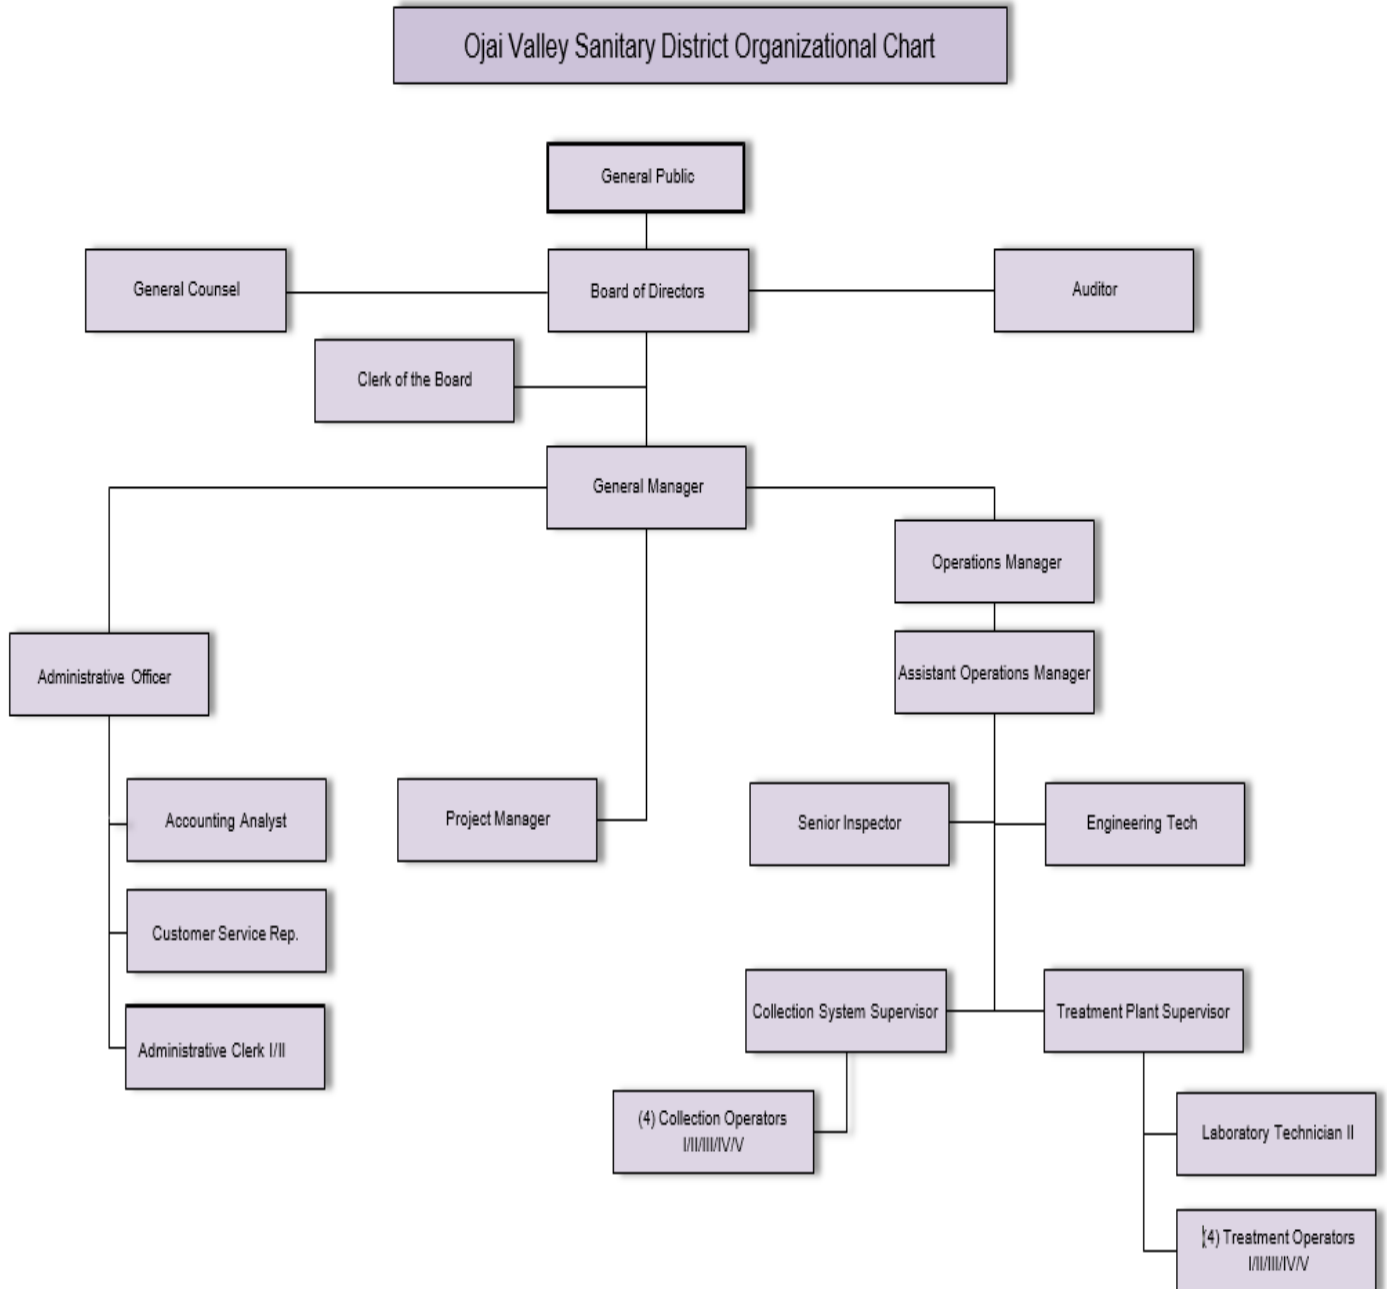 Ojai Valley Sanitary District Organizational Chart
General Public
General Counsel
Board of Directors
Auditor
Clerk of the Board
General Manager
Operations Manager
Administrative Officer
Assistant Operations Manager
Accounting Analyst
Project Manager
Senior Inspector
Engineering Tech
Customer Service Rep.
Collection System Supervisor
Treatment Plant Supervisor
Administrative Clerk I/II
(4) Collection Operators
I/II/III/IV/V
Laboratory Technician II
(4) Treatment Operators
I/II/III/IV/V